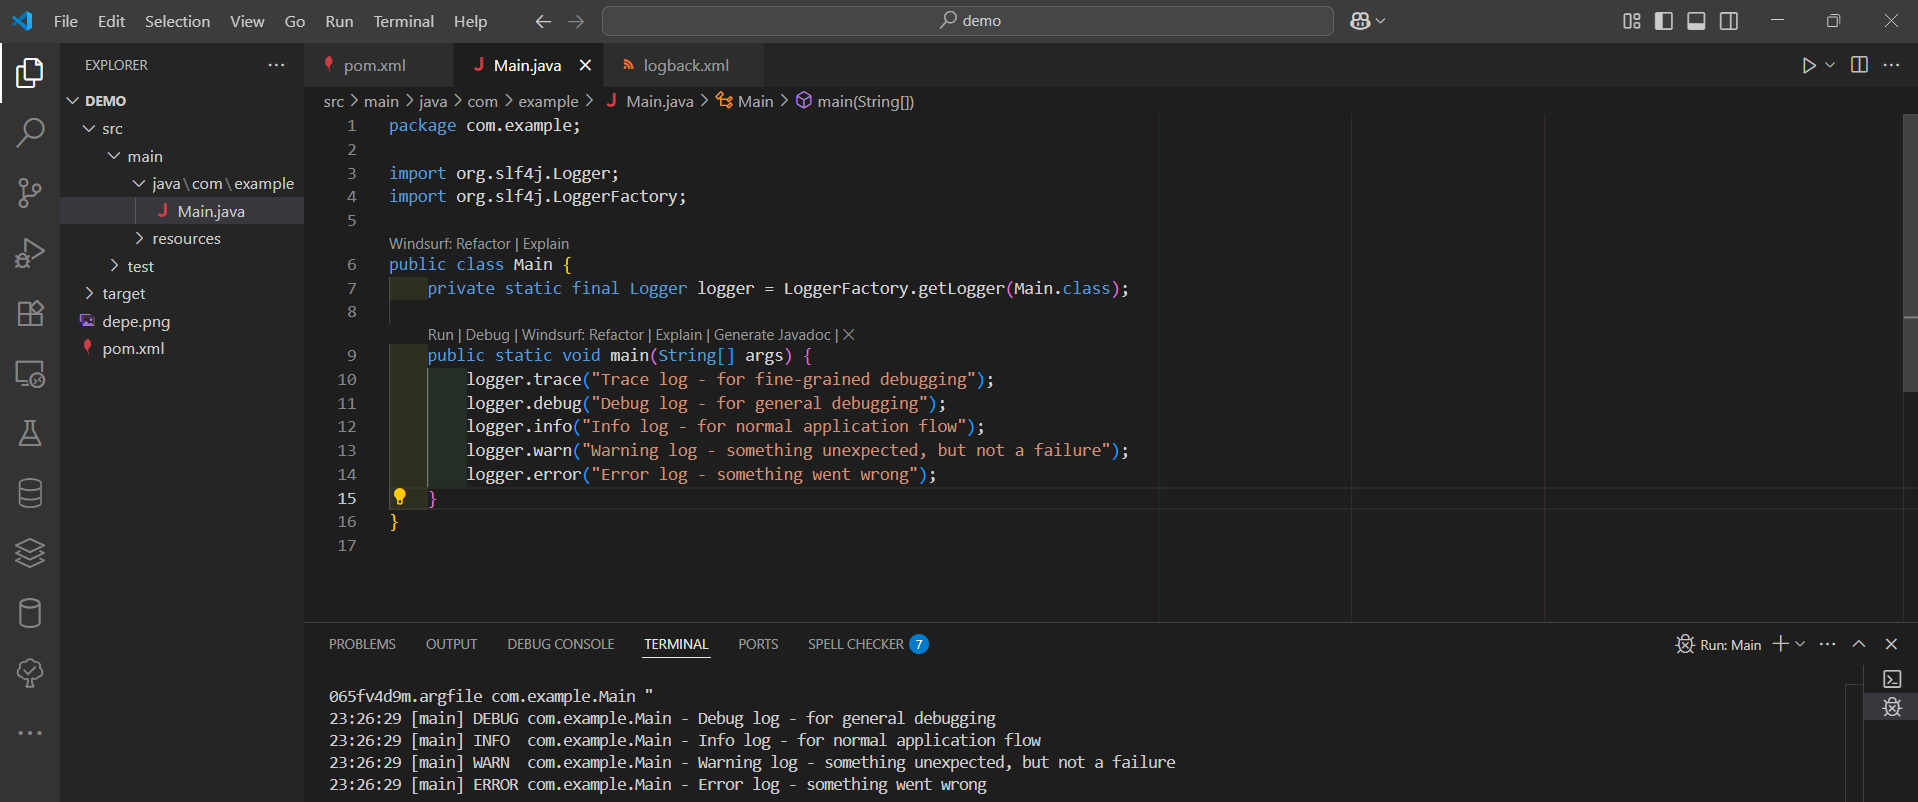 File Edit Selection View Go Run Terminal Help demo
EXPLORER
DEMO
src
main
java\com\example
Main.java
resources
test
target
depe.png
pom.xml
pom.xml Main.java logback.xml
src > main > java > com > example > Main.java > Main > main(String[])
1 package com.example;
2
3 import org.slf4j.Logger;
4 import org.slf4j.LoggerFactory;
5
Windsurf: Refactor | Explain
6 public class Main {
7 private static final Logger logger = LoggerFactory.getLogger(Main.class);
8
Run | Debug | Windsurf: Refactor | Explain | Generate Javadoc | ×
9 public static void main(String[] args) {
10 logger.trace("Trace log - for fine-grained debugging");
11 logger.debug("Debug log - for general debugging");
12 logger.info("Info log - for normal application flow");
13 logger.warn("Warning log - something unexpected, but not a failure");
14 logger.error("Error log - something went wrong");
15 }
16 }
17
PROBLEMS OUTPUT DEBUG CONSOLE TERMINAL PORTS SPELL CHECKER 7 Run: Main
065fv4d9m.argfile com.example.Main "
23:26:29 [main] DEBUG com.example.Main - Debug log - for general debugging
23:26:29 [main] INFO  com.example.Main - Info log - for normal application flow
23:26:29 [main] WARN  com.example.Main - Warning log - something unexpected, but not a failure
23:26:29 [main] ERROR com.example.Main - Error log - something went wrong